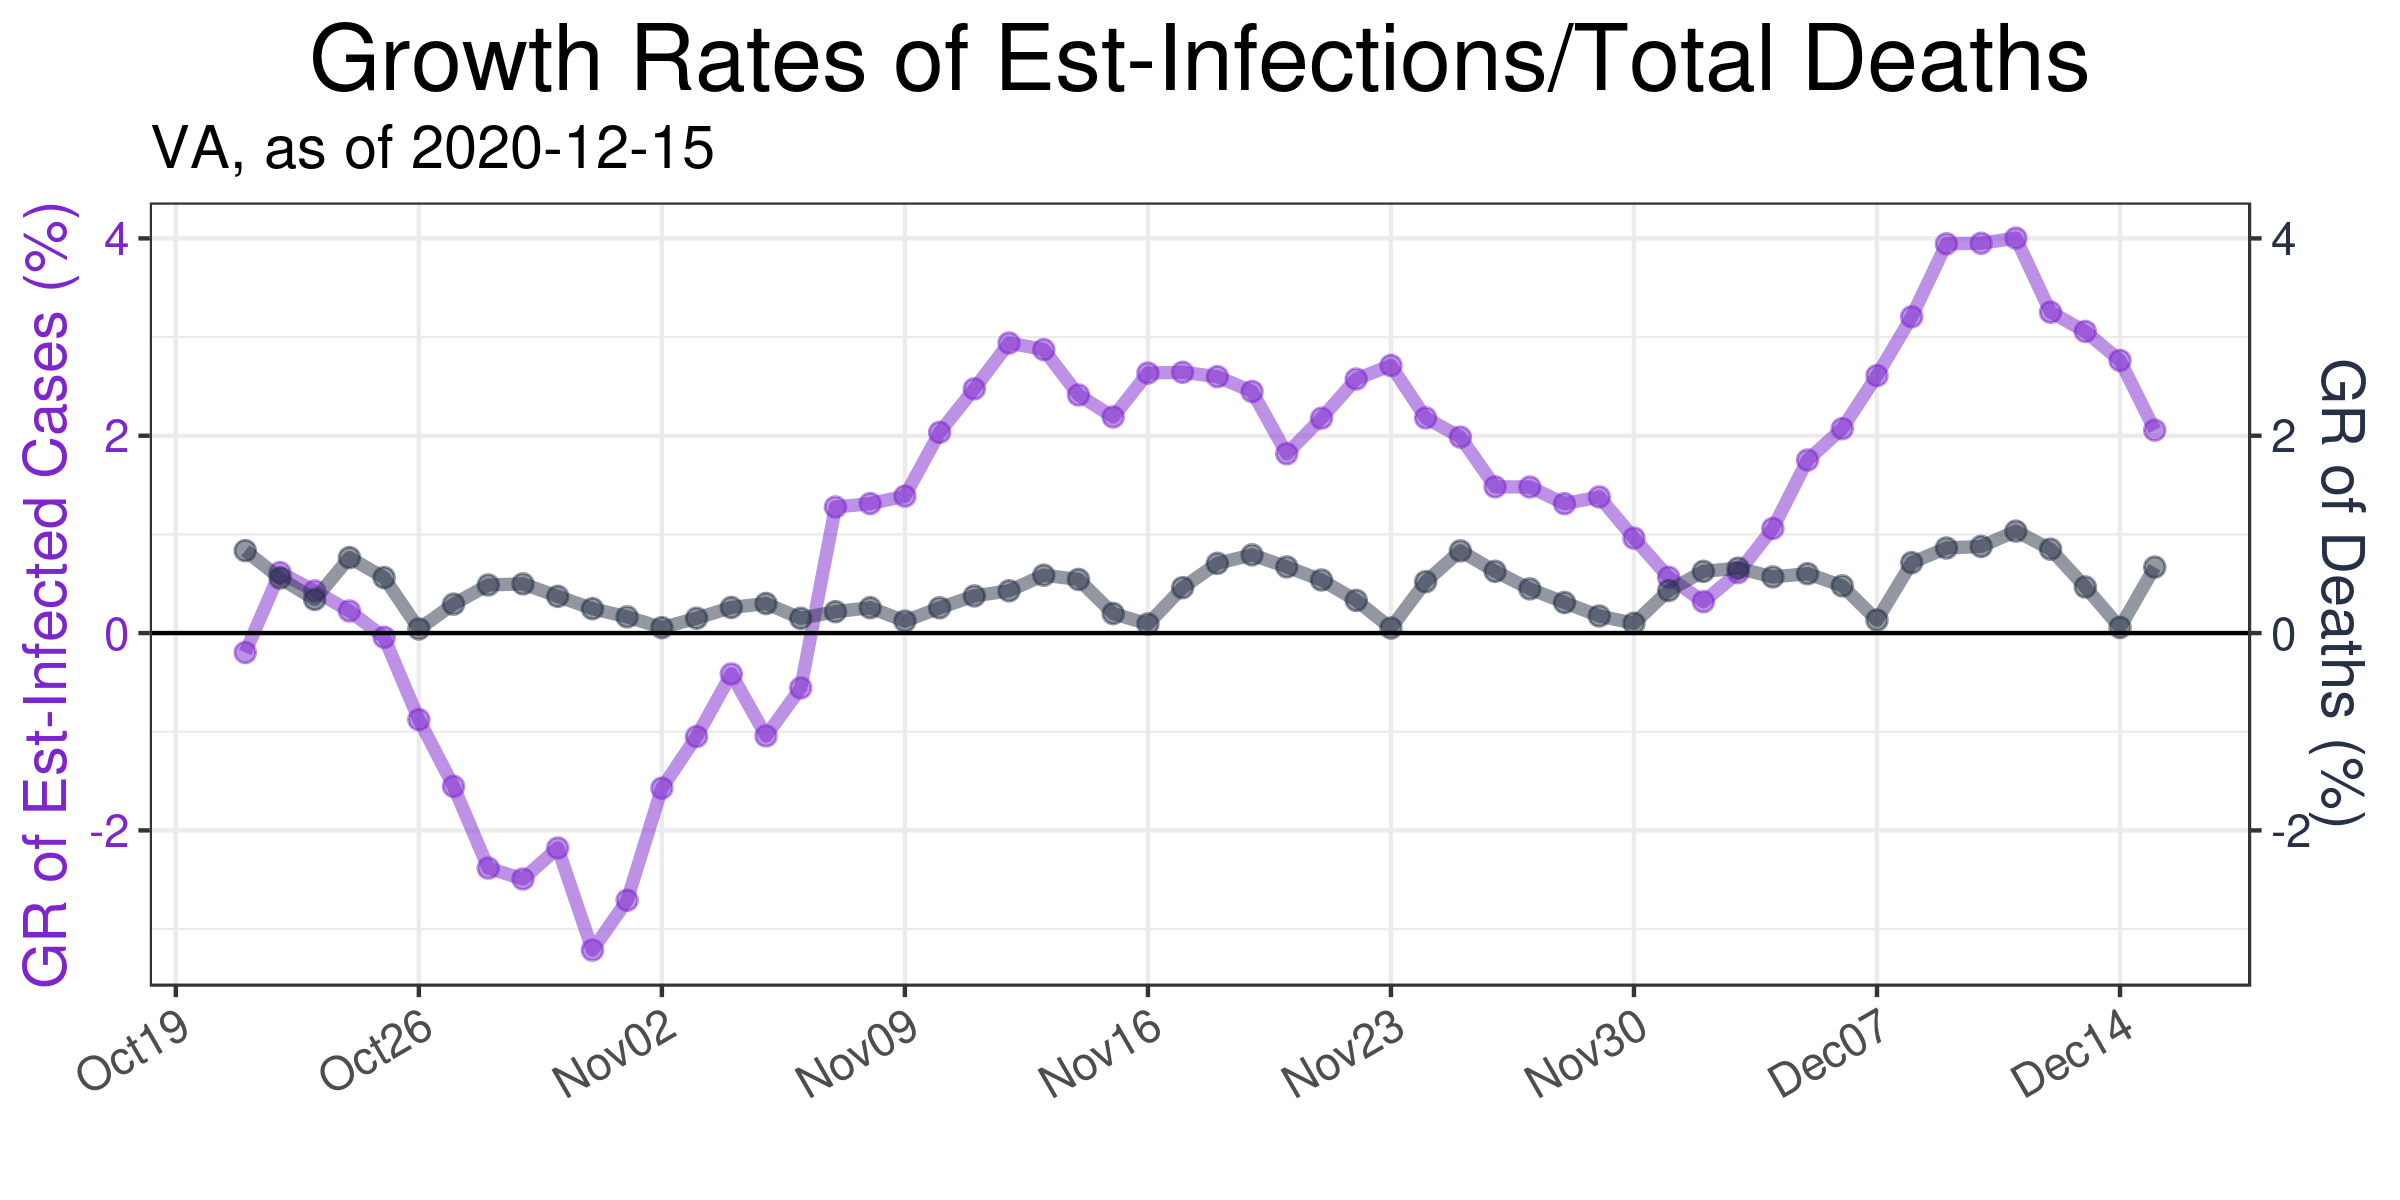 Growth Rates of Est-Infections/Total Deaths
VA, as of 2020-12-15
GR of Est-Infected Cases (%)
4
2
0
-2
4
2
0
-2
GR of Deaths (%)
Oct19
Oct26
Nov02
Nov09
Nov16
Nov23
Nov30
Dec07
Dec14